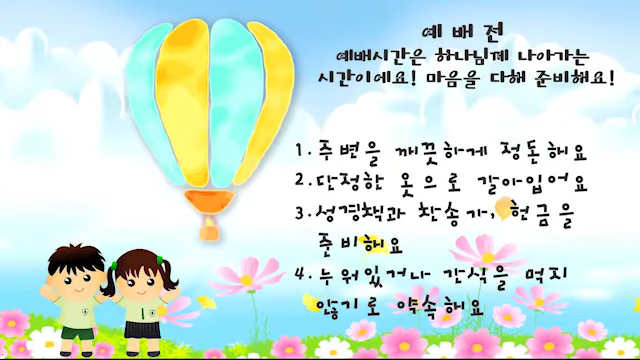 예배전
예배시간은 하나님께 나아가는
시간이에요! 마음을 다해 준비해요!
1. 주변을 깨끗하게 정돈해요
2. 단정한 옷으로 갈아입어요
3. 성경책과 찬송가, 헌금을
준비해요
4. 누워있거나 간식을 먹지
않기로 약속해요